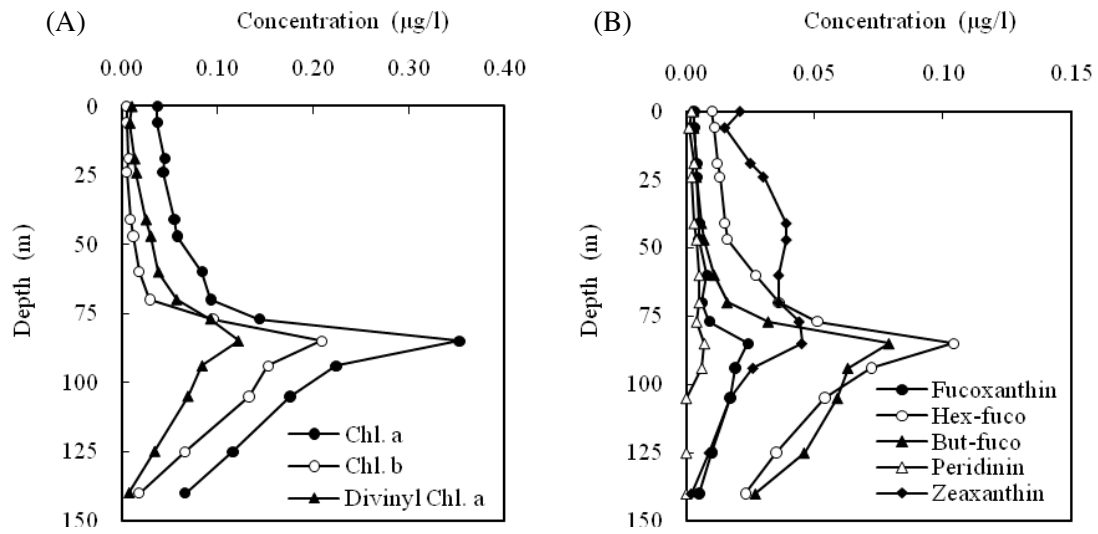 (A)
Concentration (µg/l)
0.00 0.10 0.20 0.30 0.40
0
25
50
75
100
125
150
Depth (m)
Chl. a
Chl. b
Divinyl Chl. a
(B)
Concentration (µg/l)
0.00 0.05 0.10 0.15
0
25
50
75
100
125
150
Depth (m)
Fucoxanthin
Hex-fuco
But-fuco
Peridinin
Zeaxanthin